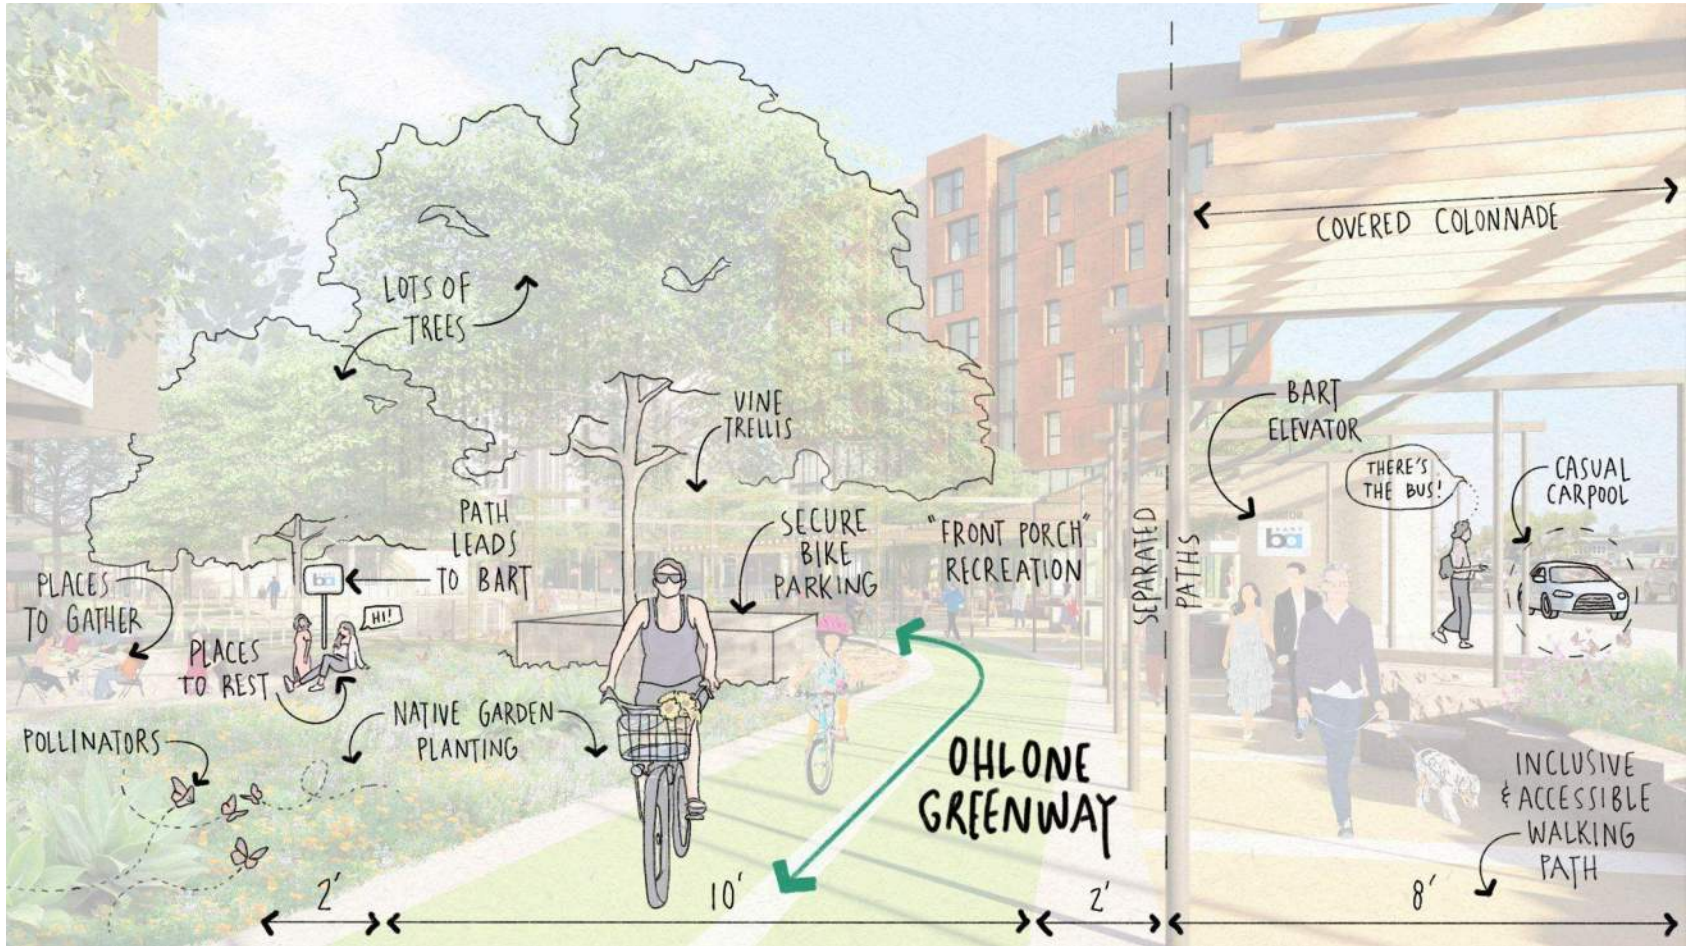 COVERED COLONNADE
LOTS OF
TREES
VINE
TRELLIS
BART
ELEVATOR
THERE'S
THE BUS!
CASUAL
CARPOOL
PATH
LEADS
TO BART
SECURE
BIKE
PARKING
"FRONT PORCH"
RECREATION
SEPARATED
PATHS
ba
ba
PLACES
TO GATHER
HI!
PLACES
TO REST
NATIVE GARDEN
PLANTING
POLLINATORS
OHLONE
GREENWAY
INCLUSIVE
& ACCESSIBLE
WALKING
PATH
2'
10'
2'
8'